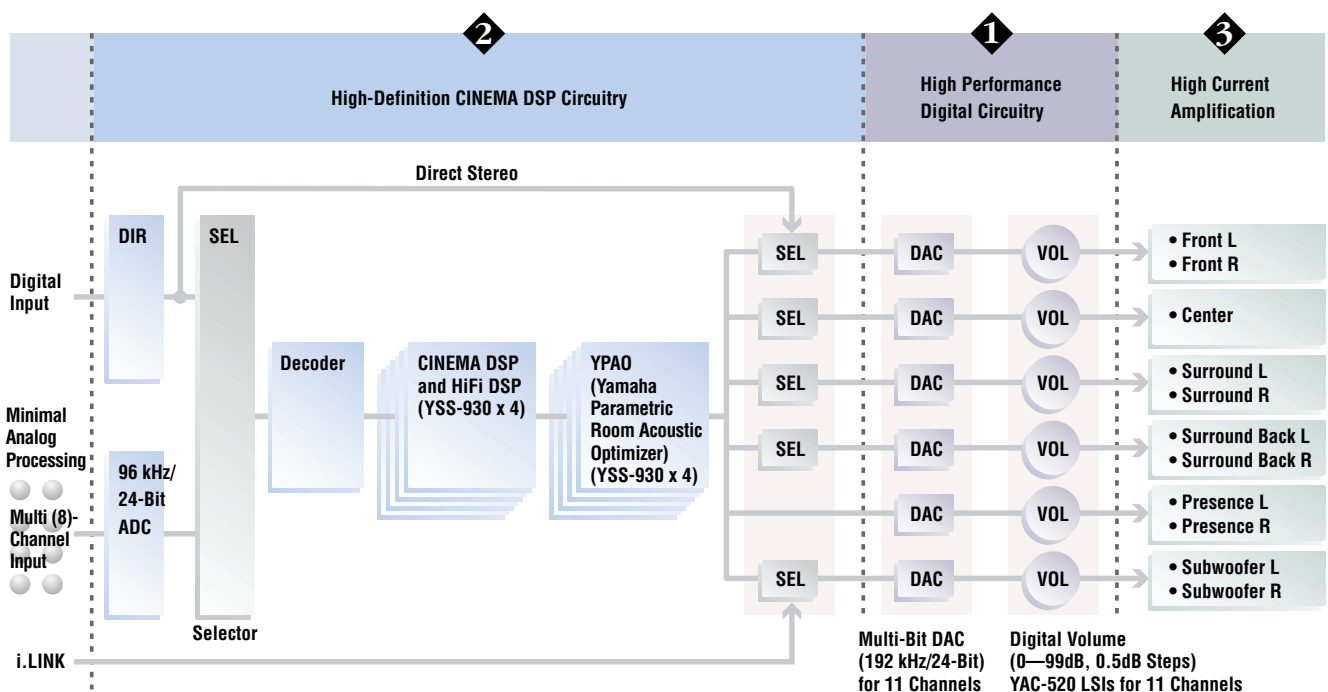 2
1
3
High-Definition CINEMA DSP Circuitry
High Performance
Digital Circuitry
High Current
Amplification
Direct Stereo
DIR
SEL
Digital
Input
Decoder
CINEMA DSP
and HiFi DSP
(YSS-930 x 4)
YPAO
(Yamaha
Parametric
Room Acoustic
Optimizer)
(YSS-930 x 4)
Minimal
Analog
Processing
96 kHz/
24-Bit
ADC
Multi (8)-
Channel
Input
Selector
i.LINK
SEL
DAC
VOL
• Front L
• Front R
SEL
DAC
VOL
• Center
SEL
DAC
VOL
• Surround L
• Surround R
SEL
DAC
VOL
• Surround Back L
• Surround Back R
DAC
VOL
• Presence L
• Presence R
SEL
DAC
VOL
• Subwoofer L
• Subwoofer R
Multi-Bit DAC
(192 kHz/24-Bit)
for 11 Channels
Digital Volume
(0—99dB, 0.5dB Steps)
YAC-520 LSIs for 11 Channels